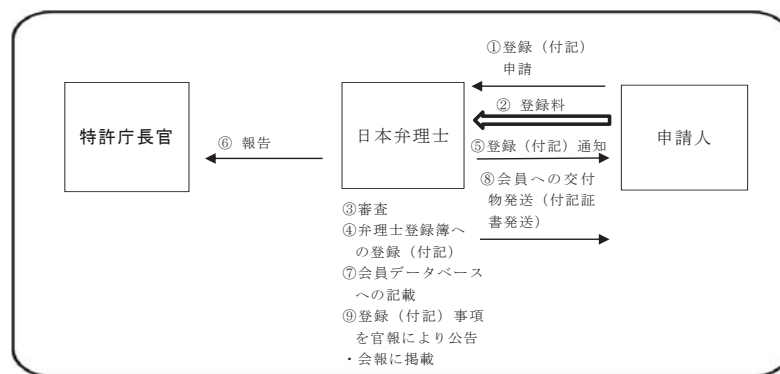 ①登録（付記）
申請
特許庁長官
⑥ 報告
日本弁理士
② 登録料
⑤登録（付記）通知
⑧会員への交付
物発送（付記証
書発送）
申請人
③審査
④弁理士登録簿へ
の登録（付記）
⑦会員データベース
への記載
⑨登録（付記）事項
を官報により公告
・会報に掲載